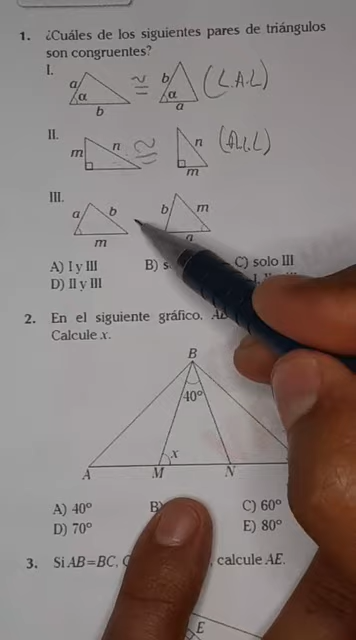 1. ¿Cuáles de los siguientes pares de triángulos
son congruentes?
I.
a α b ≅ b α a (L.A.L)
II.
m n ≅ n m (A.L.L)
III.
a b m b m a
A) I y III B) s C) solo III
D) II y III
2. En el siguiente gráfico,
Calcule x.
B
40°
x
A M N
A) 40° B) C) 60°
D) 70° E) 80°
3. Si AB=BC, , calcule AE.
E